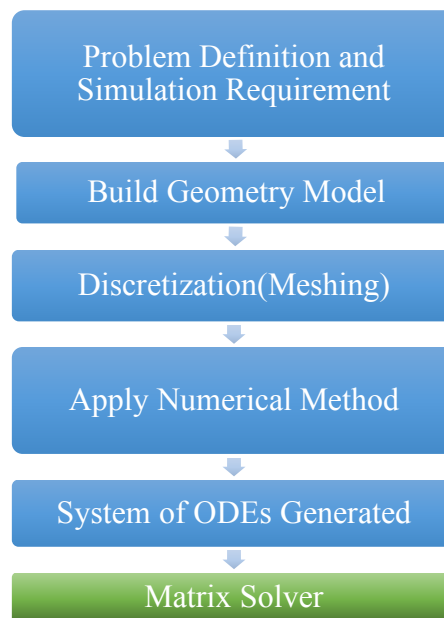 Problem Definition and
Simulation Requirement
Build Geometry Model
Discretization(Meshing)
Apply Numerical Method
System of ODEs Generated
Matrix Solver